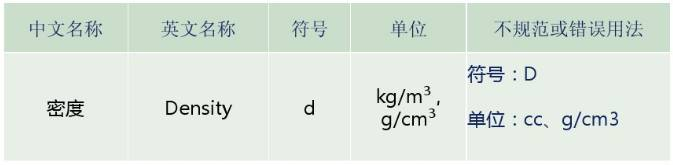 中文名称 英文名称 符号 单位 不规范或错误用法
密度 Density d kg/m³, g/cm³ 符号：D
单位：cc、g/cm3